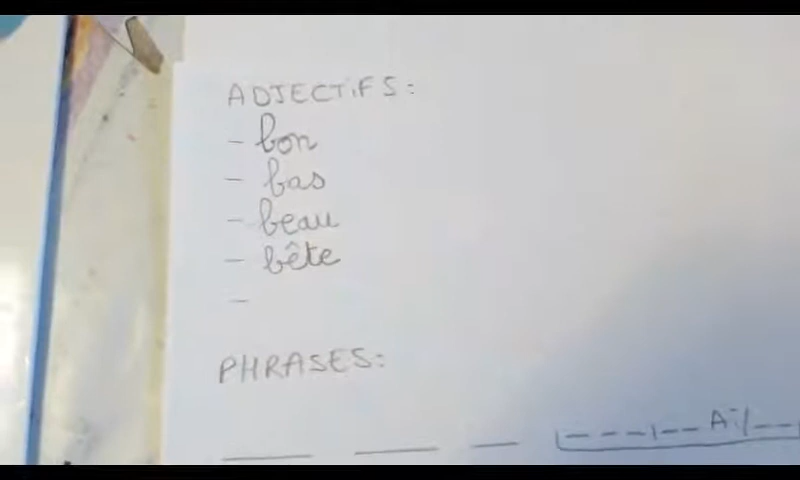 ADJECTIFS:
- bon
- bas
- beau
- bête
-
PHRASES: